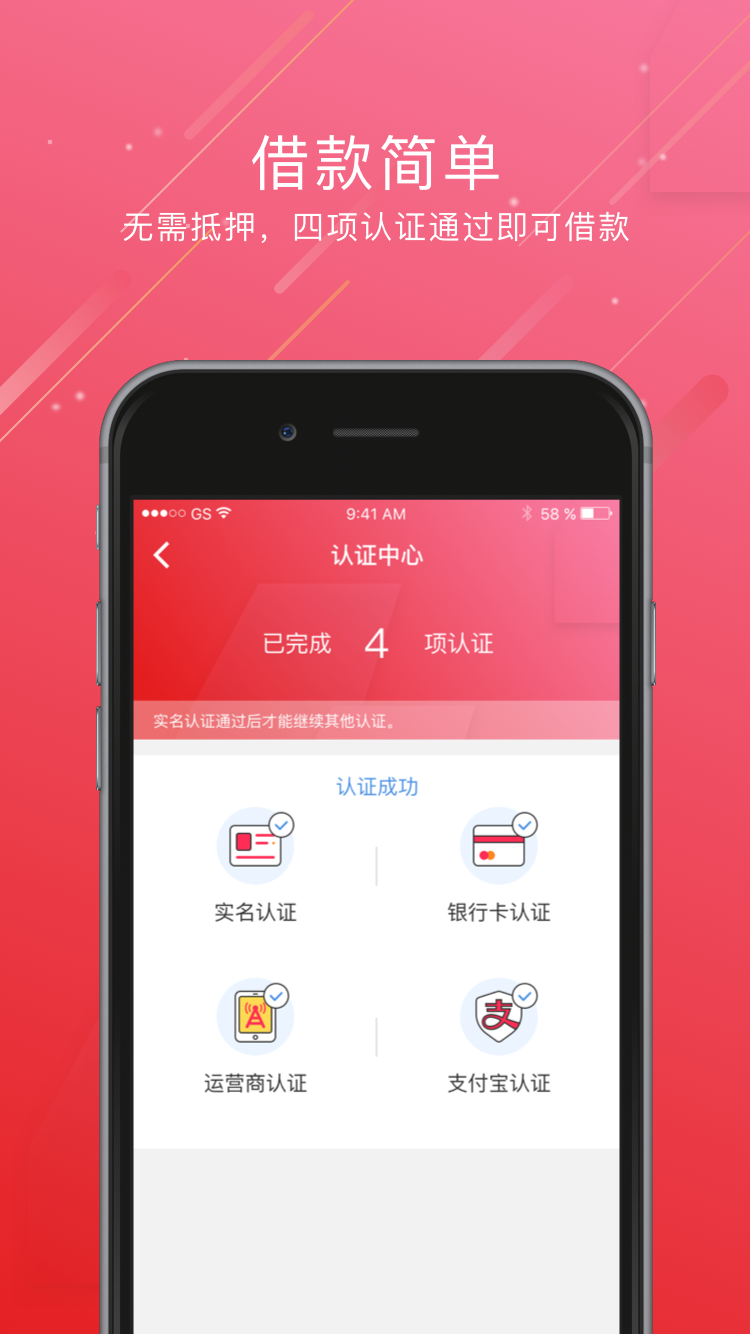 借款简单
无需抵押，四项认证通过即可借款
GS 9:41 AM 58 %
认证中心
已完成 4 项认证
实名认证通过后才能继续其他认证。
认证成功
实名认证 银行卡认证
支
运营商认证 支付宝认证